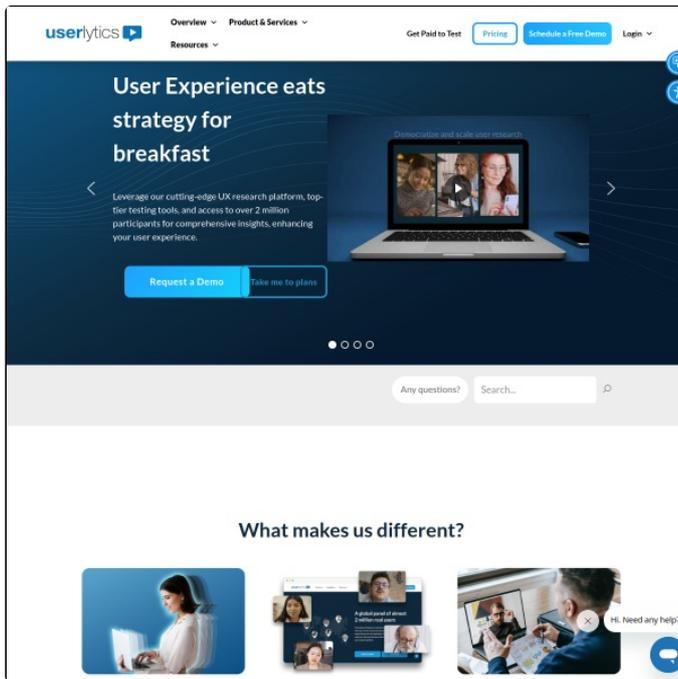 userlytics
Overview
Product & Services
Resources
Get Paid to Test
Pricing
Schedule a Free Demo
Login
User Experience eats
strategy for
breakfast
Democratize and scale user research
Leverage our cutting-edge UX research platform, top-
tier testing tools, and access to over 2 million
participants for comprehensive insights, enhancing
your user experience.
Request a Demo
Take me to plans
Any questions?
Search...
What makes us different?
A global panel of almost
2 million real users
Hi. Need any help?